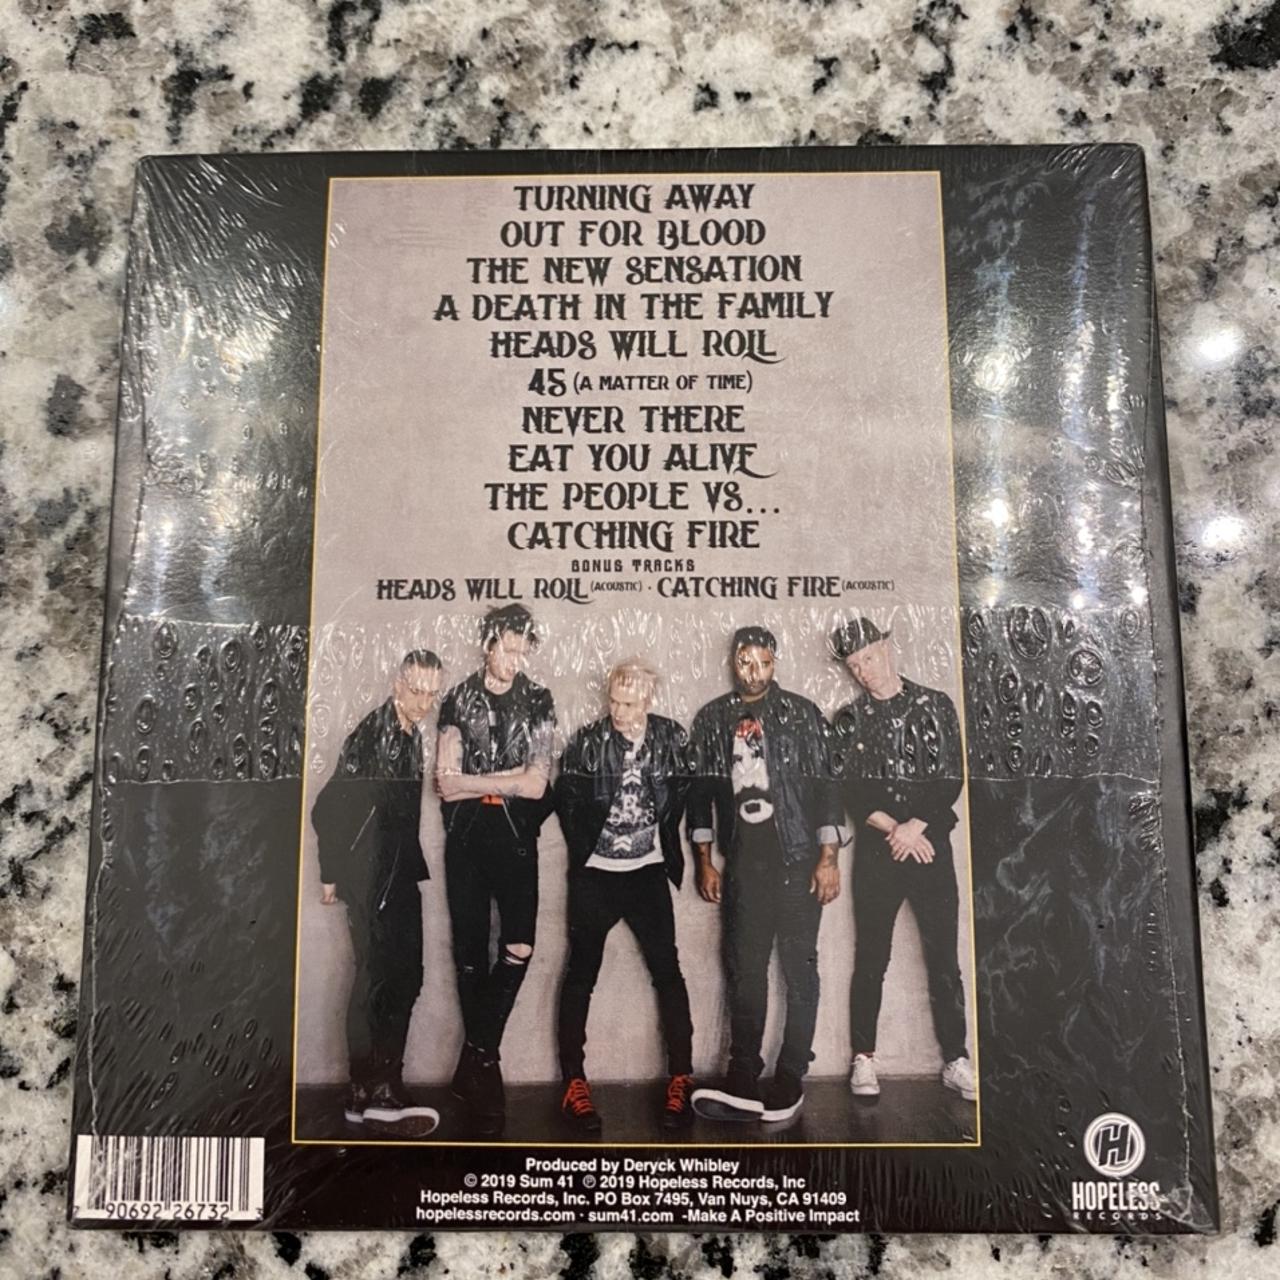 TURNING AWAY
OUT FOR BLOOD
THE NEW SENSATION
A DEATH IN THE FAMILY
HEADS WILL ROLL
45 (A MATTER OF TIME)
NEVER THERE
EAT YOU ALIVE
THE PEOPLE VS...
CATCHING FIRE
BONUS TRACKS
HEADS WILL ROLL (ACOUSTIC) · CATCHING FIRE (ACOUSTIC)
Produced by Deryck Whibley
© 2019 Sum 41 ℗ 2019 Hopeless Records, Inc
Hopeless Records, Inc. PO Box 7495, Van Nuys, CA 91409
hopelessrecords.com · sum41.com -Make A Positive Impact
7 90692 26732 3
H
HOPELESS
RECORDS